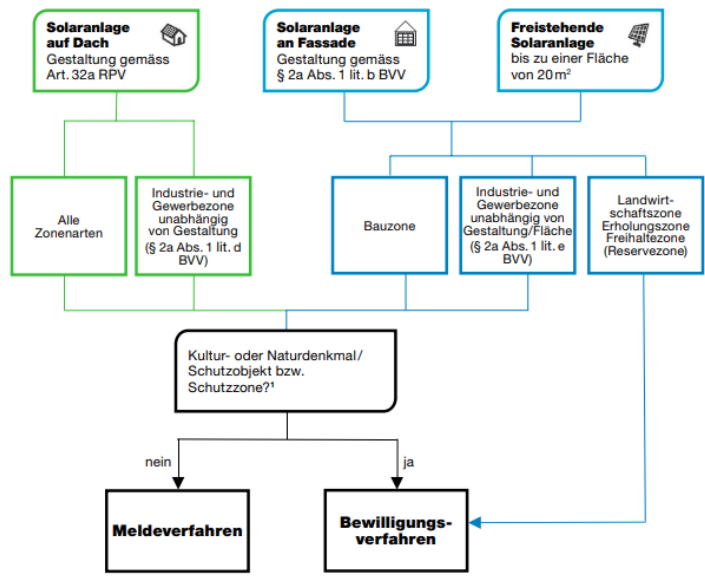 Solaranlage
auf Dach
Gestaltung gemäss
Art. 32a RPV
Solaranlage
an Fassade
Gestaltung gemäss
§ 2a Abs. 1 lit. b BVV
Freistehende
Solaranlage
bis zu einer Fläche
von 20 m²
Alle
Zonenarten
Industrie- und
Gewerbezone
unabhängig
von Gestaltung
(§ 2a Abs. 1 lit. d
BVV)
Bauzone
Industrie- und
Gewerbezone
unabhängig von
Gestaltung/Fläche
(§ 2a Abs. 1 lit. e
BVV)
Landwirt-
schaftszone
Erholungszone
Freihaltezone
(Reservezone)
Kultur- oder Naturdenkmal/
Schutzobjekt bzw.
Schutzzone?¹
nein
ja
Meldeverfahren
Bewilligungs-
verfahren